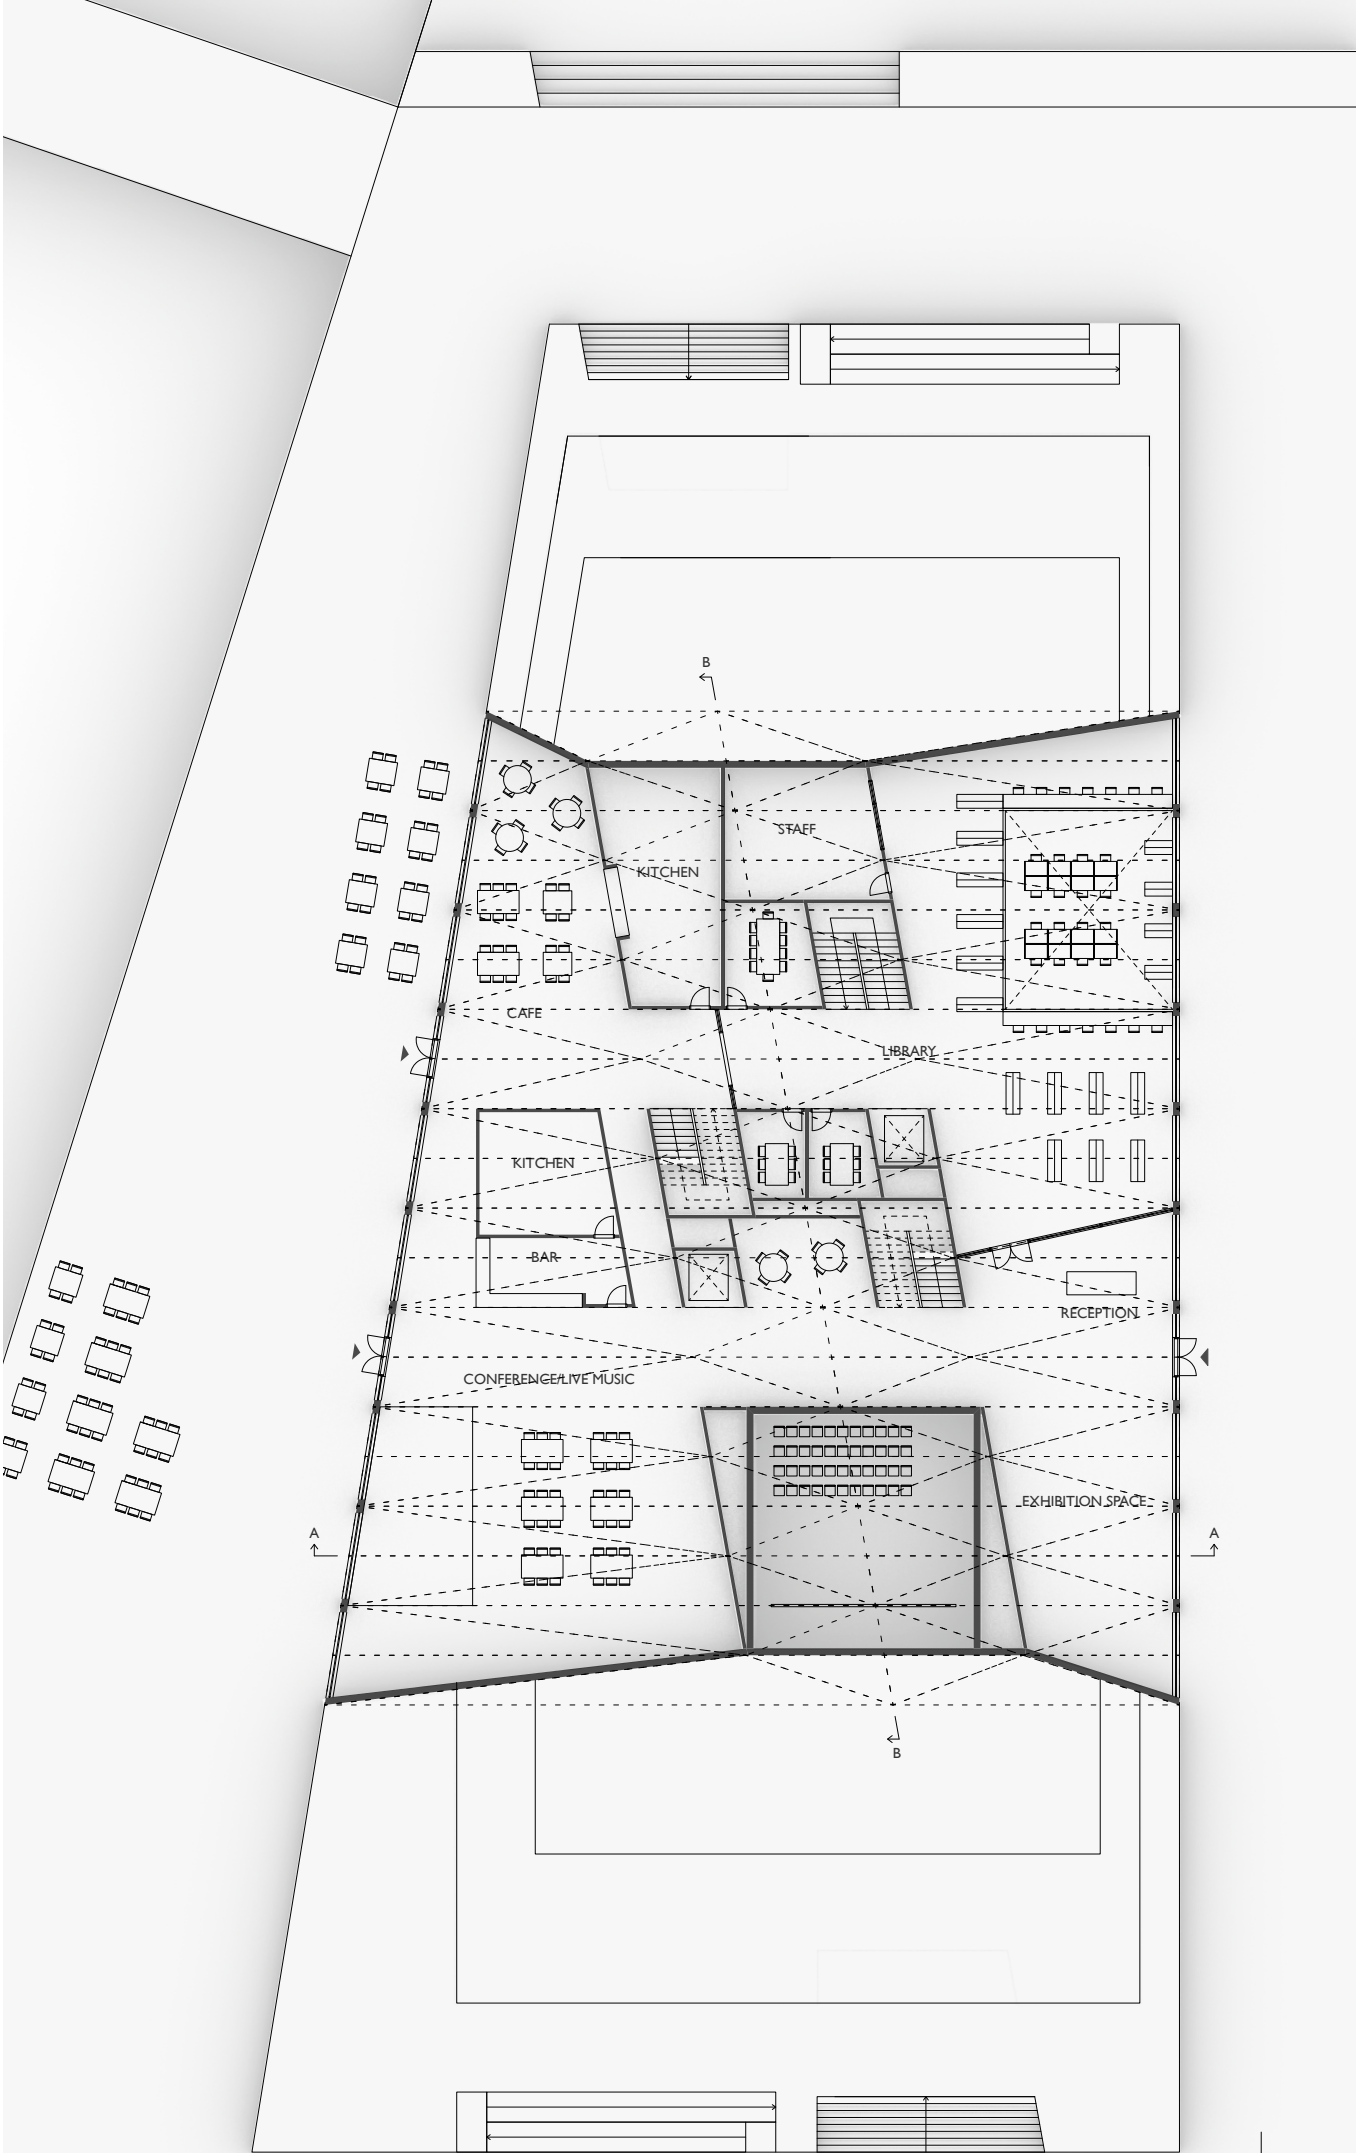 B
STAFF
KITCHEN
CAFE
LIBRARY
KITCHEN
BAR
RECEPTION
CONFERENCE/LIVE MUSIC
EXHIBITION SPACE
A
A
B